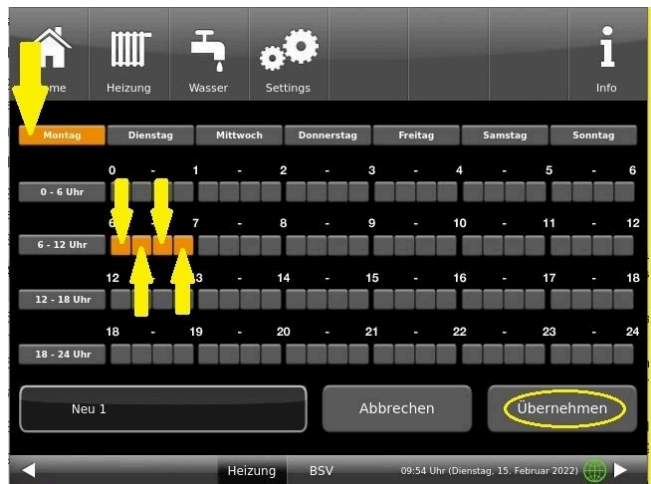 Home Heizung Wasser Settings Info
Montag Dienstag Mittwoch Donnerstag Freitag Samstag Sonntag
0 - 1 - 2 - 3 - 4 - 5 - 6
0 - 6 Uhr
6 - 7 - 8 - 9 - 10 - 11 - 12
6 - 12 Uhr
12 - 13 - 14 - 15 - 16 - 17 - 18
12 - 18 Uhr
18 - 19 - 20 - 21 - 22 - 23 - 24
18 - 24 Uhr
Neu 1 Abbrechen Übernehmen
Heizung BSV 09:54 Uhr (Dienstag, 15. Februar 2022)